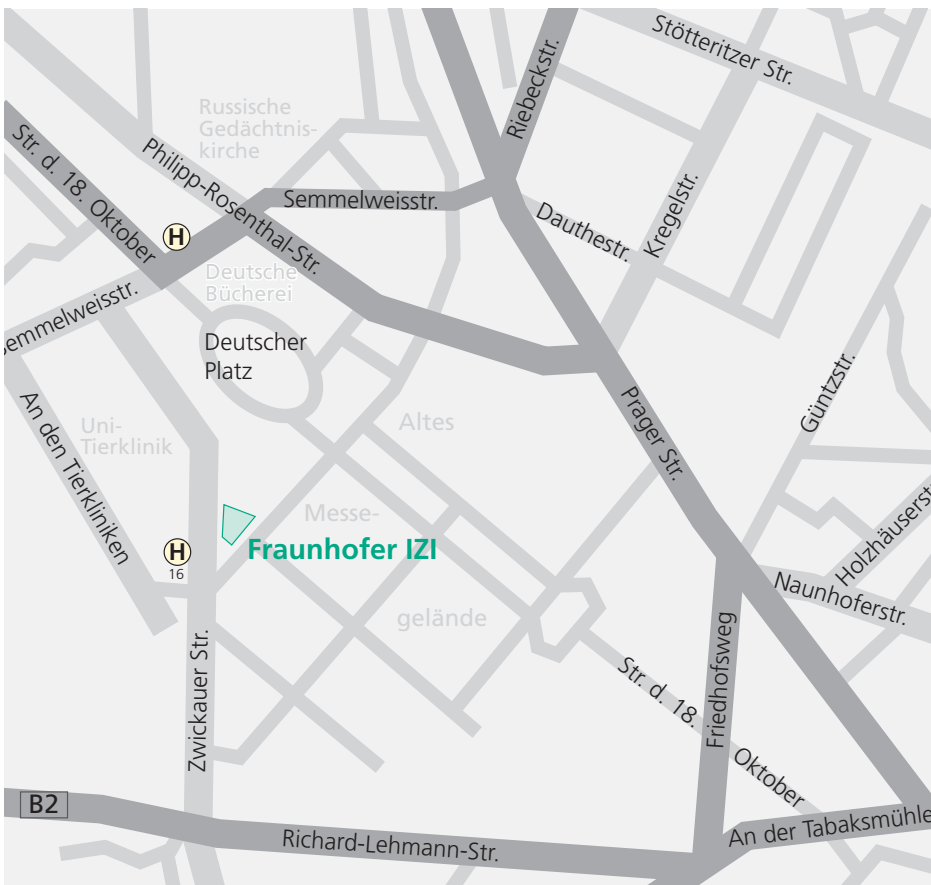 Stötteritzer Str.
Riebeckstr.
Russische
Gedächtnis-
kirche
Str. d. 18. Oktober
Philipp-Rosenthal-Str.
Semmelweisstr.
Dauthestr.
Kregelstr.
H
Deutsche
Bücherei
Semmelweisstr.
Deutscher
Platz
Güntzstr.
An den Tierkliniken
Uni-
Tierklinik
Altes
Prager Str.
Messe-
Holzhäuserstr
H
16
Fraunhofer IZI
Naunhoferstr.
gelände
Zwickauer Str.
Friedhofsweg
Str. d. 18.
Oktober
B2
Richard-Lehmann-Str.
An der Tabaksmühle